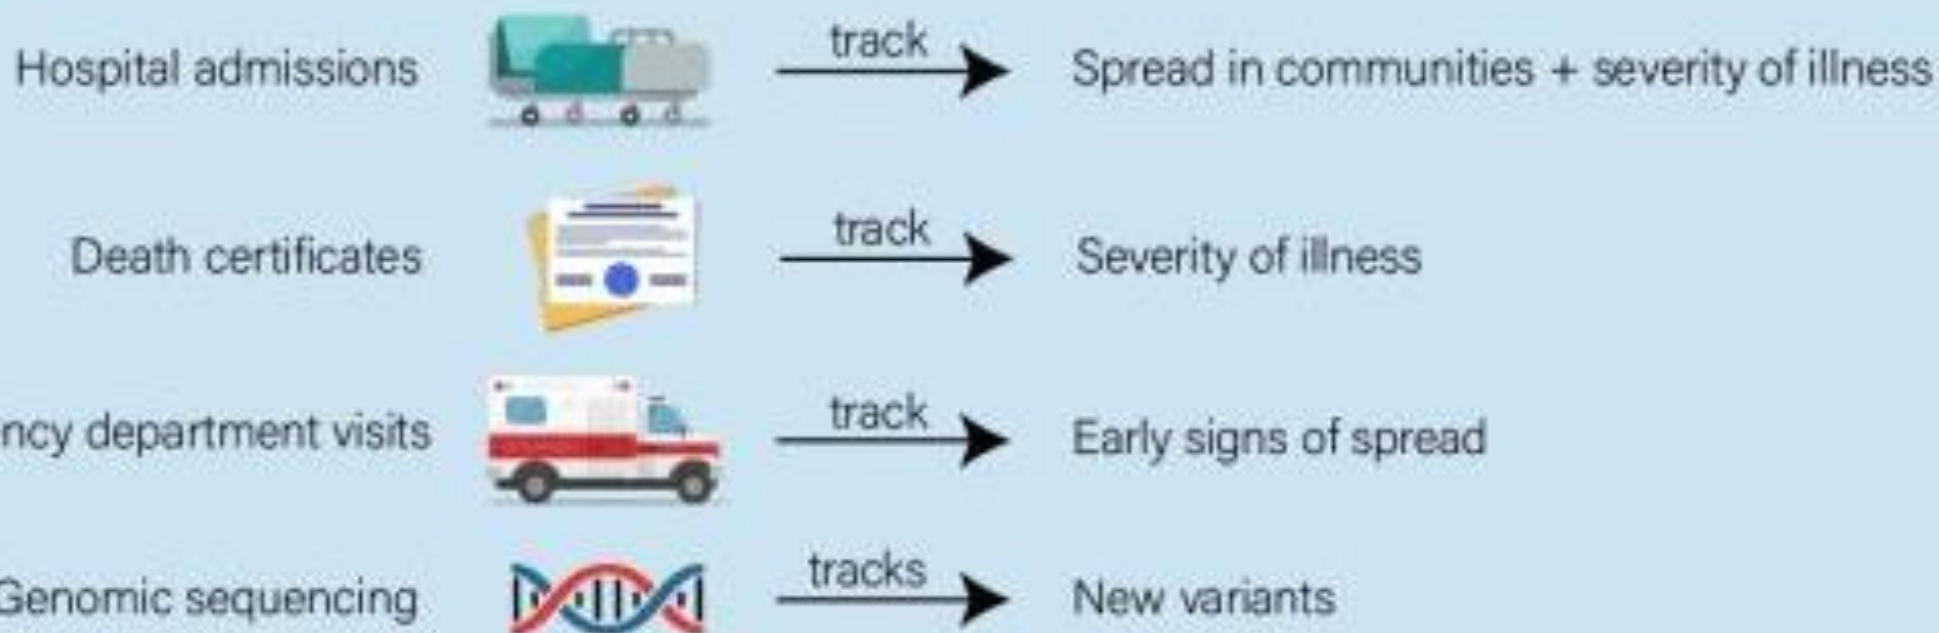 Hospital admissions track Spread in communities + severity of illness
Death certificates track Severity of illness
ncy department visits track Early signs of spread
Genomic sequencing tracks New variants